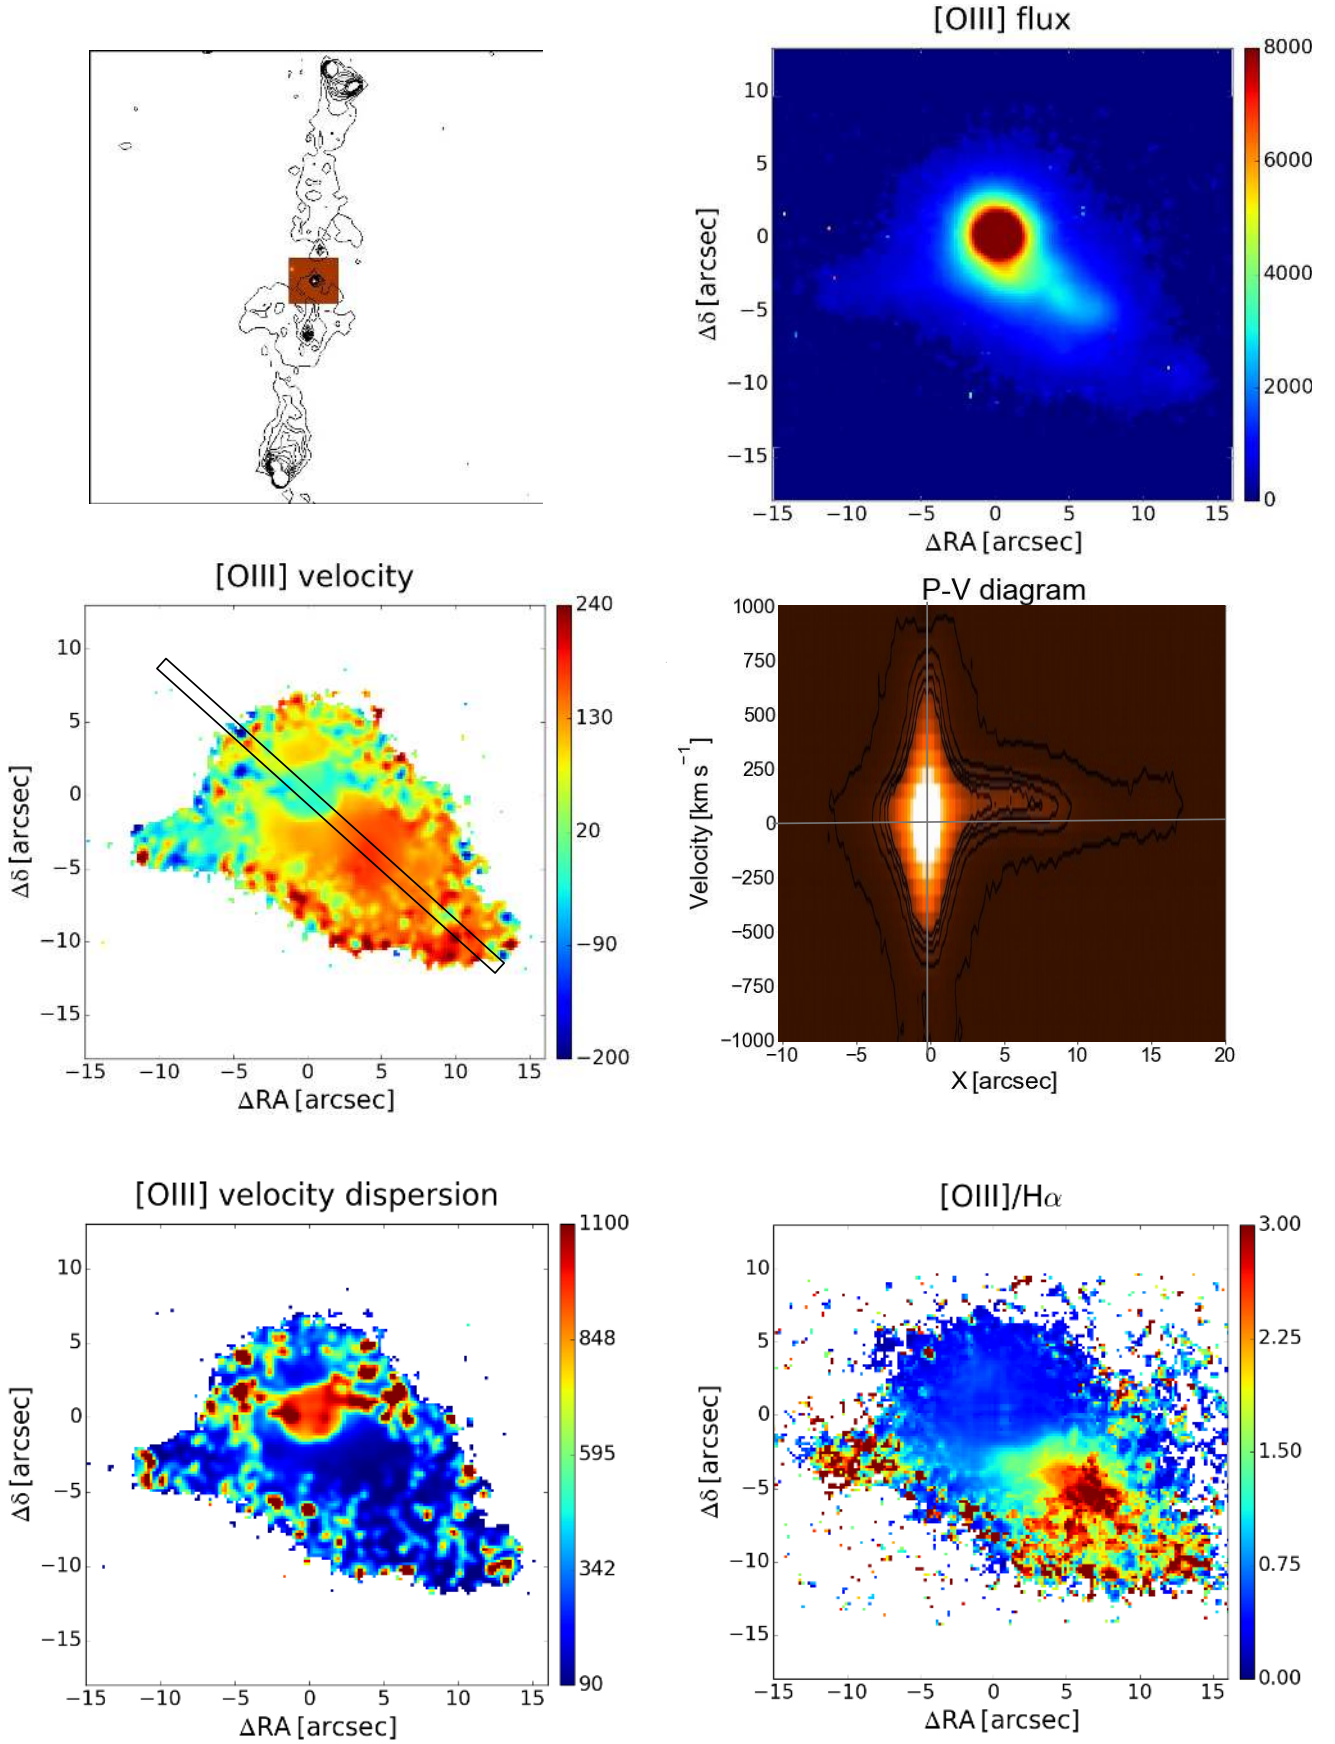 [OIII] flux
10
5
0
−5
−10
−15
−15 −10 −5 0 5 10 15
Δδ [arcsec]
ΔRA [arcsec]
8000
6000
4000
2000
0
[OIII] velocity
10
5
0
−5
−10
−15
−15 −10 −5 0 5 10 15
Δδ [arcsec]
ΔRA [arcsec]
240
130
20
−90
−200
P-V diagram
1000
750
500
250
0
−250
−500
−750
−1000
−10 −5 0 5 10 15 20
Velocity [km s−1]
X [arcsec]
[OIII] velocity dispersion
10
5
0
−5
−10
−15
−15 −10 −5 0 5 10 15
Δδ [arcsec]
ΔRA [arcsec]
1100
848
595
342
90
[OIII]/Hα
10
5
0
−5
−10
−15
−15 −10 −5 0 5 10 15
Δδ [arcsec]
ΔRA [arcsec]
3.00
2.25
1.50
0.75
0.00